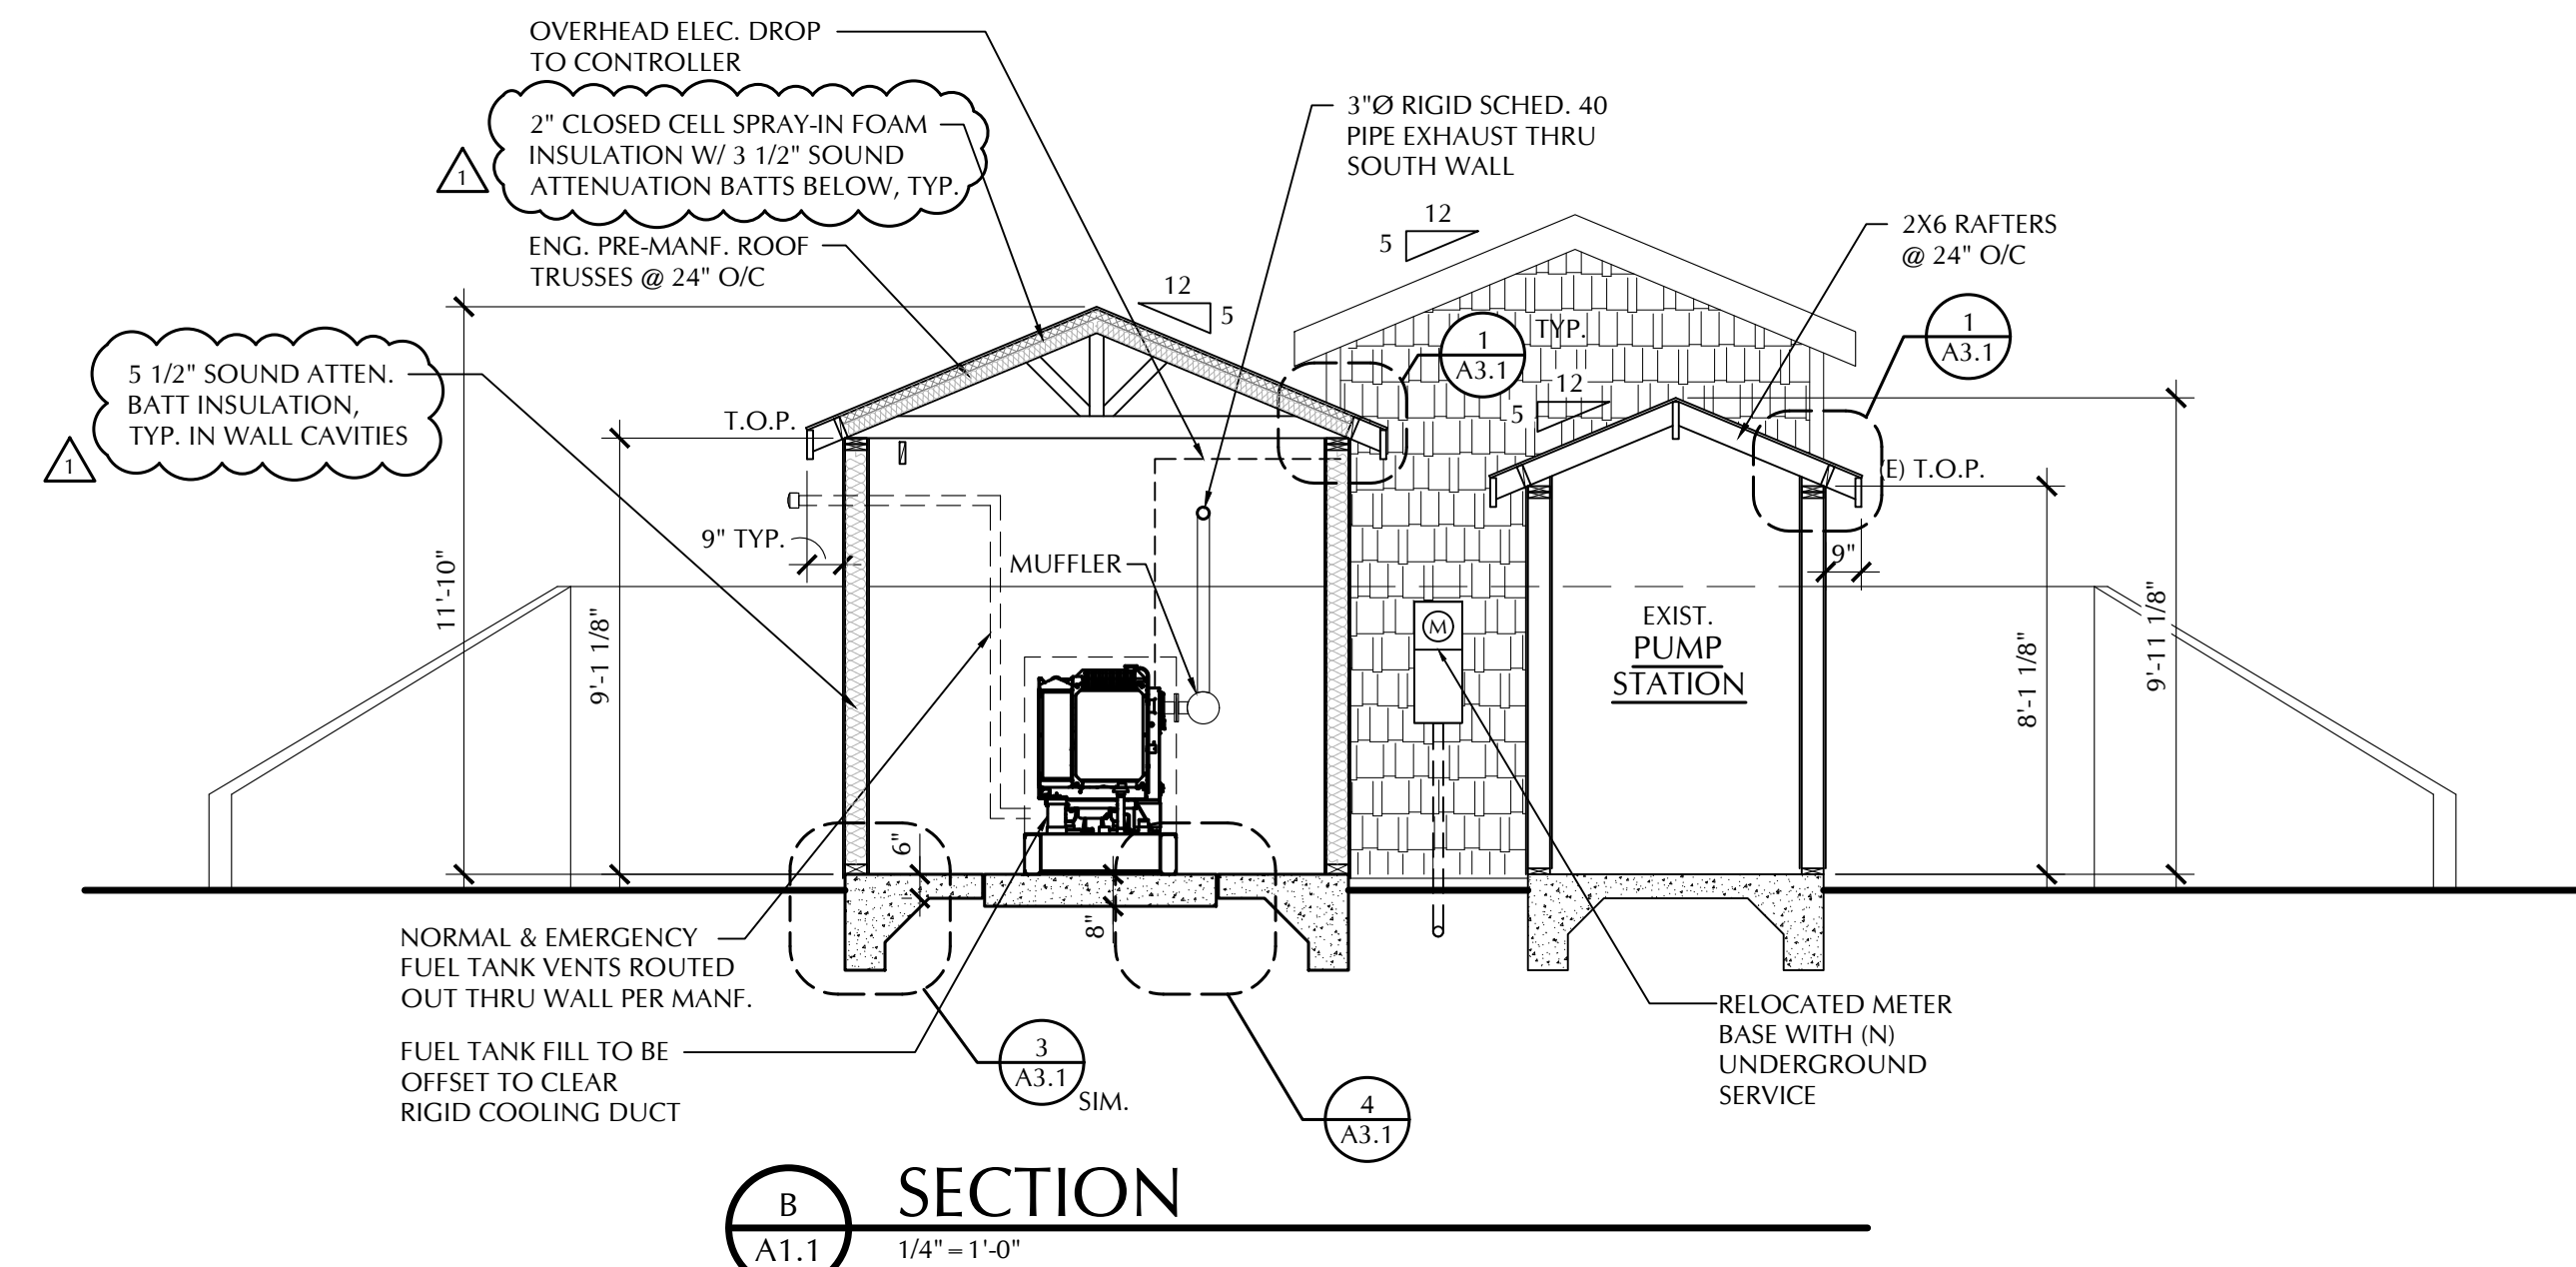 OVERHEAD ELEC. DROP
TO CONTROLLER
2" CLOSED CELL SPRAY-IN FOAM
INSULATION W/ 3 1/2" SOUND
ATTENUATION BATTS BELOW, TYP.
1
ENG. PRE-MANF. ROOF
TRUSSES @ 24" O/C
5 1/2" SOUND ATTEN.
BATT INSULATION,
TYP. IN WALL CAVITIES
1
3"Ø RIGID SCHED. 40
PIPE EXHAUST THRU
SOUTH WALL
12
5
12
5
12
5
2X6 RAFTERS
@ 24" O/C
1
A3.1
TYP.
1
A3.1
T.O.P.
(E) T.O.P.
9" TYP.
9"
MUFFLER
11'-10"
9'-1 1/8"
8'-1 1/8"
9'-11 1/8"
M
EXIST.
PUMP
STATION
6"
8"
NORMAL & EMERGENCY
FUEL TANK VENTS ROUTED
OUT THRU WALL PER MANF.
FUEL TANK FILL TO BE
OFFSET TO CLEAR
RIGID COOLING DUCT
3
A3.1
SIM.
4
A3.1
RELOCATED METER
BASE WITH (N)
UNDERGROUND
SERVICE
B
A1.1
SECTION
1/4" = 1'-0"